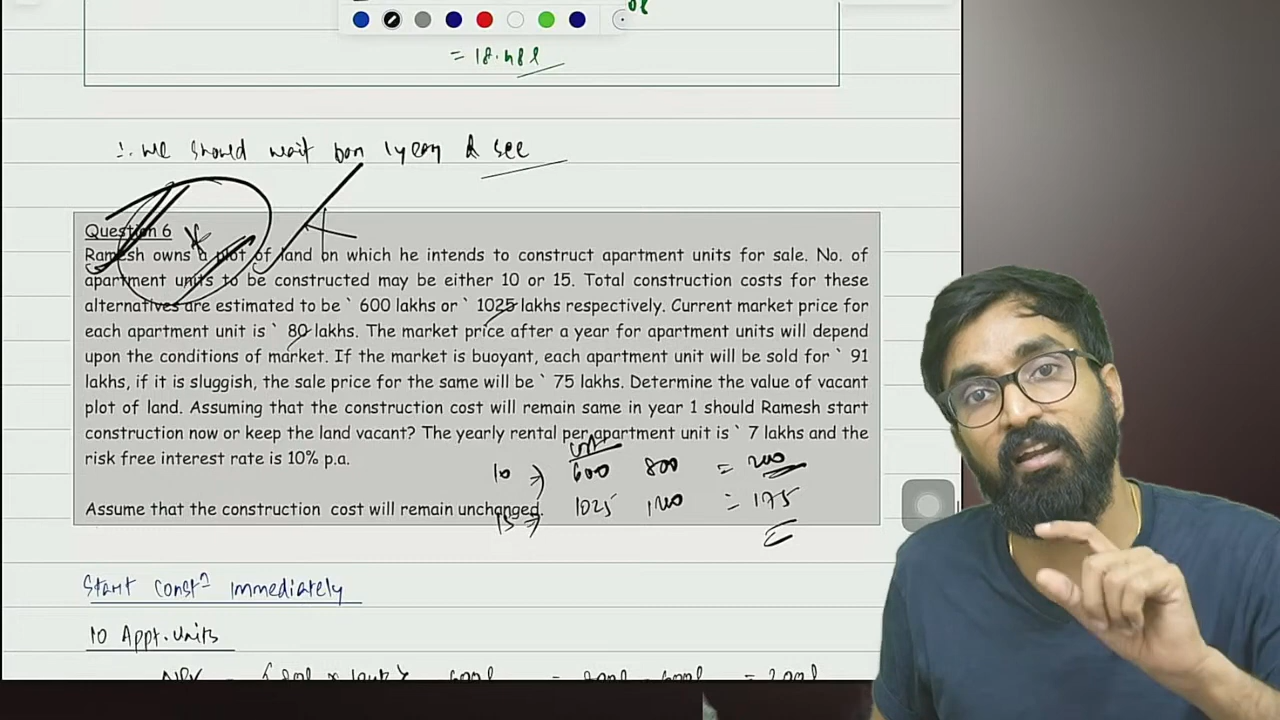 = 18.48l
∴ we should wait for 1 year & see
Question 6
Ramesh owns a plot of land on which he intends to construct apartment units for sale. No. of
apartment units to be constructed may be either 10 or 15. Total construction costs for these
alternatives are estimated to be ` 600 lakhs or ` 1025 lakhs respectively. Current market price for
each apartment unit is ` 80 lakhs. The market price after a year for apartment units will depend
upon the conditions of market. If the market is buoyant, each apartment unit will be sold for ` 91
lakhs, if it is sluggish, the sale price for the same will be ` 75 lakhs. Determine the value of vacant
plot of land. Assuming that the construction cost will remain same in year 1 should Ramesh start
construction now or keep the land vacant? The yearly rental per apartment unit is ` 7 lakhs and the
risk free interest rate is 10% p.a.
10 => 600 800 = 200
Assume that the construction cost will remain unchanged.
15 => 1025 1200 = 175
Start constn immediately
10 Appt. units